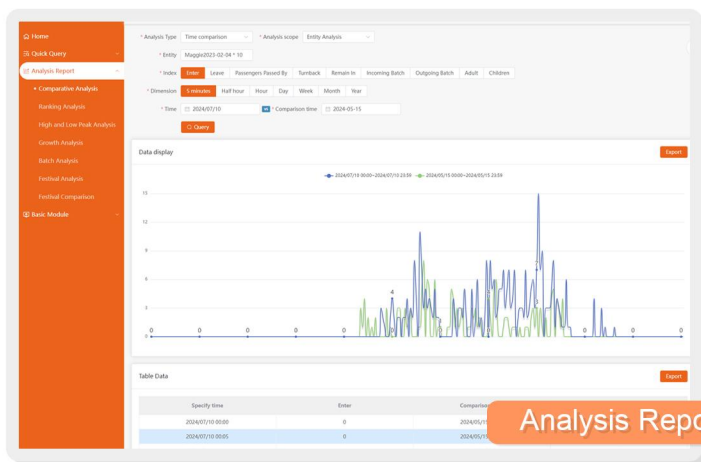 Home
Quick Query
Analysis Report
Comparative Analysis
Ranking Analysis
High and Low Peak Analysis
Growth Analysis
Batch Analysis
Festival Analysis
Festival Comparison
Basic Module
* Analysis Type Time comparison * Analysis scope Entity Analysis
* Entity Maggie2023-02-04 * 10
* Index Enter Lease Passengers Passed By Turnback Remain In Incoming Batch Outgoing Batch Adult Children
* Dimension 5 minutes Half hour Hour Day Week Month Year
* Time 2024/07/10 * Comparison time 2024-05-15
Query
Data display Export
2024/07/10 00:00~2024/07/10 23:59 2024/05/15 00:00~2024/05/15 23:59
15
12
9
6
4
3
0 0 0 0 0 0 0 0
0
Table Data Export
Specify time Enter Comparison
2024/07/10 00:00 0 2024/05/15
2024/07/10 00:05 0 2024/05/15
Analysis Repo